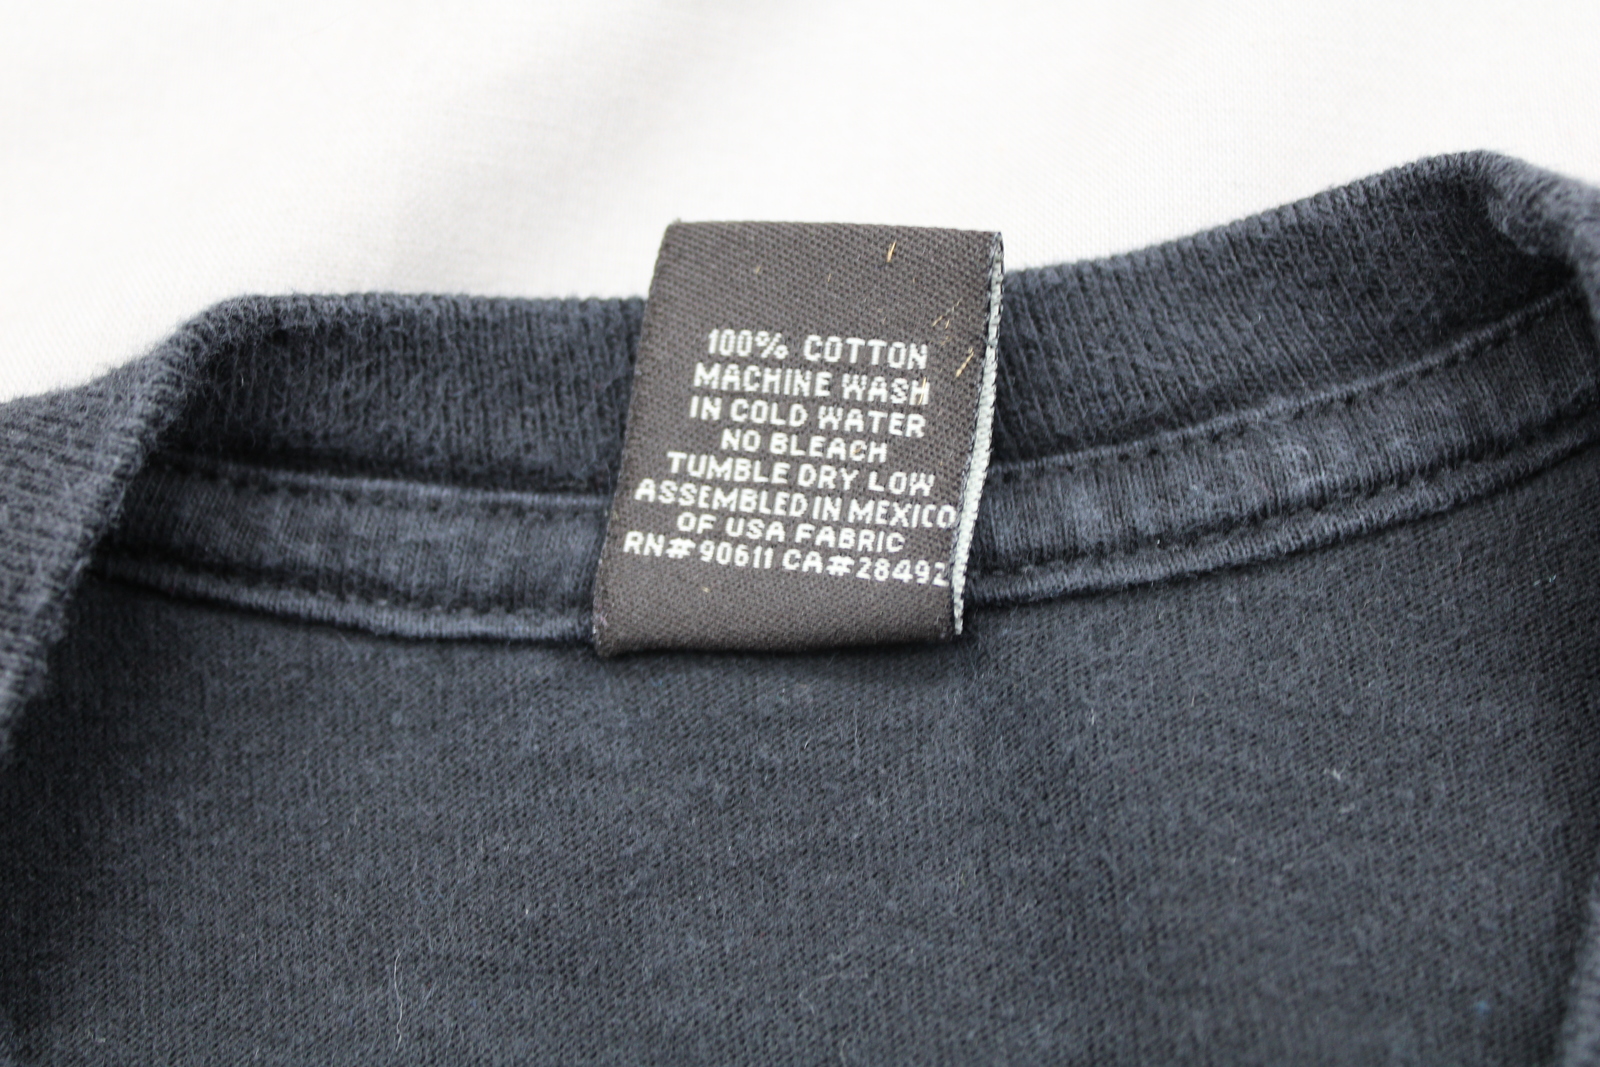 100% COTTON
MACHINE WASH
IN COLD WATER
NO BLEACH
TUMBLE DRY LOW
ASSEMBLED IN MEXICO
OF USA FABRIC
RN#90611 CA#28492